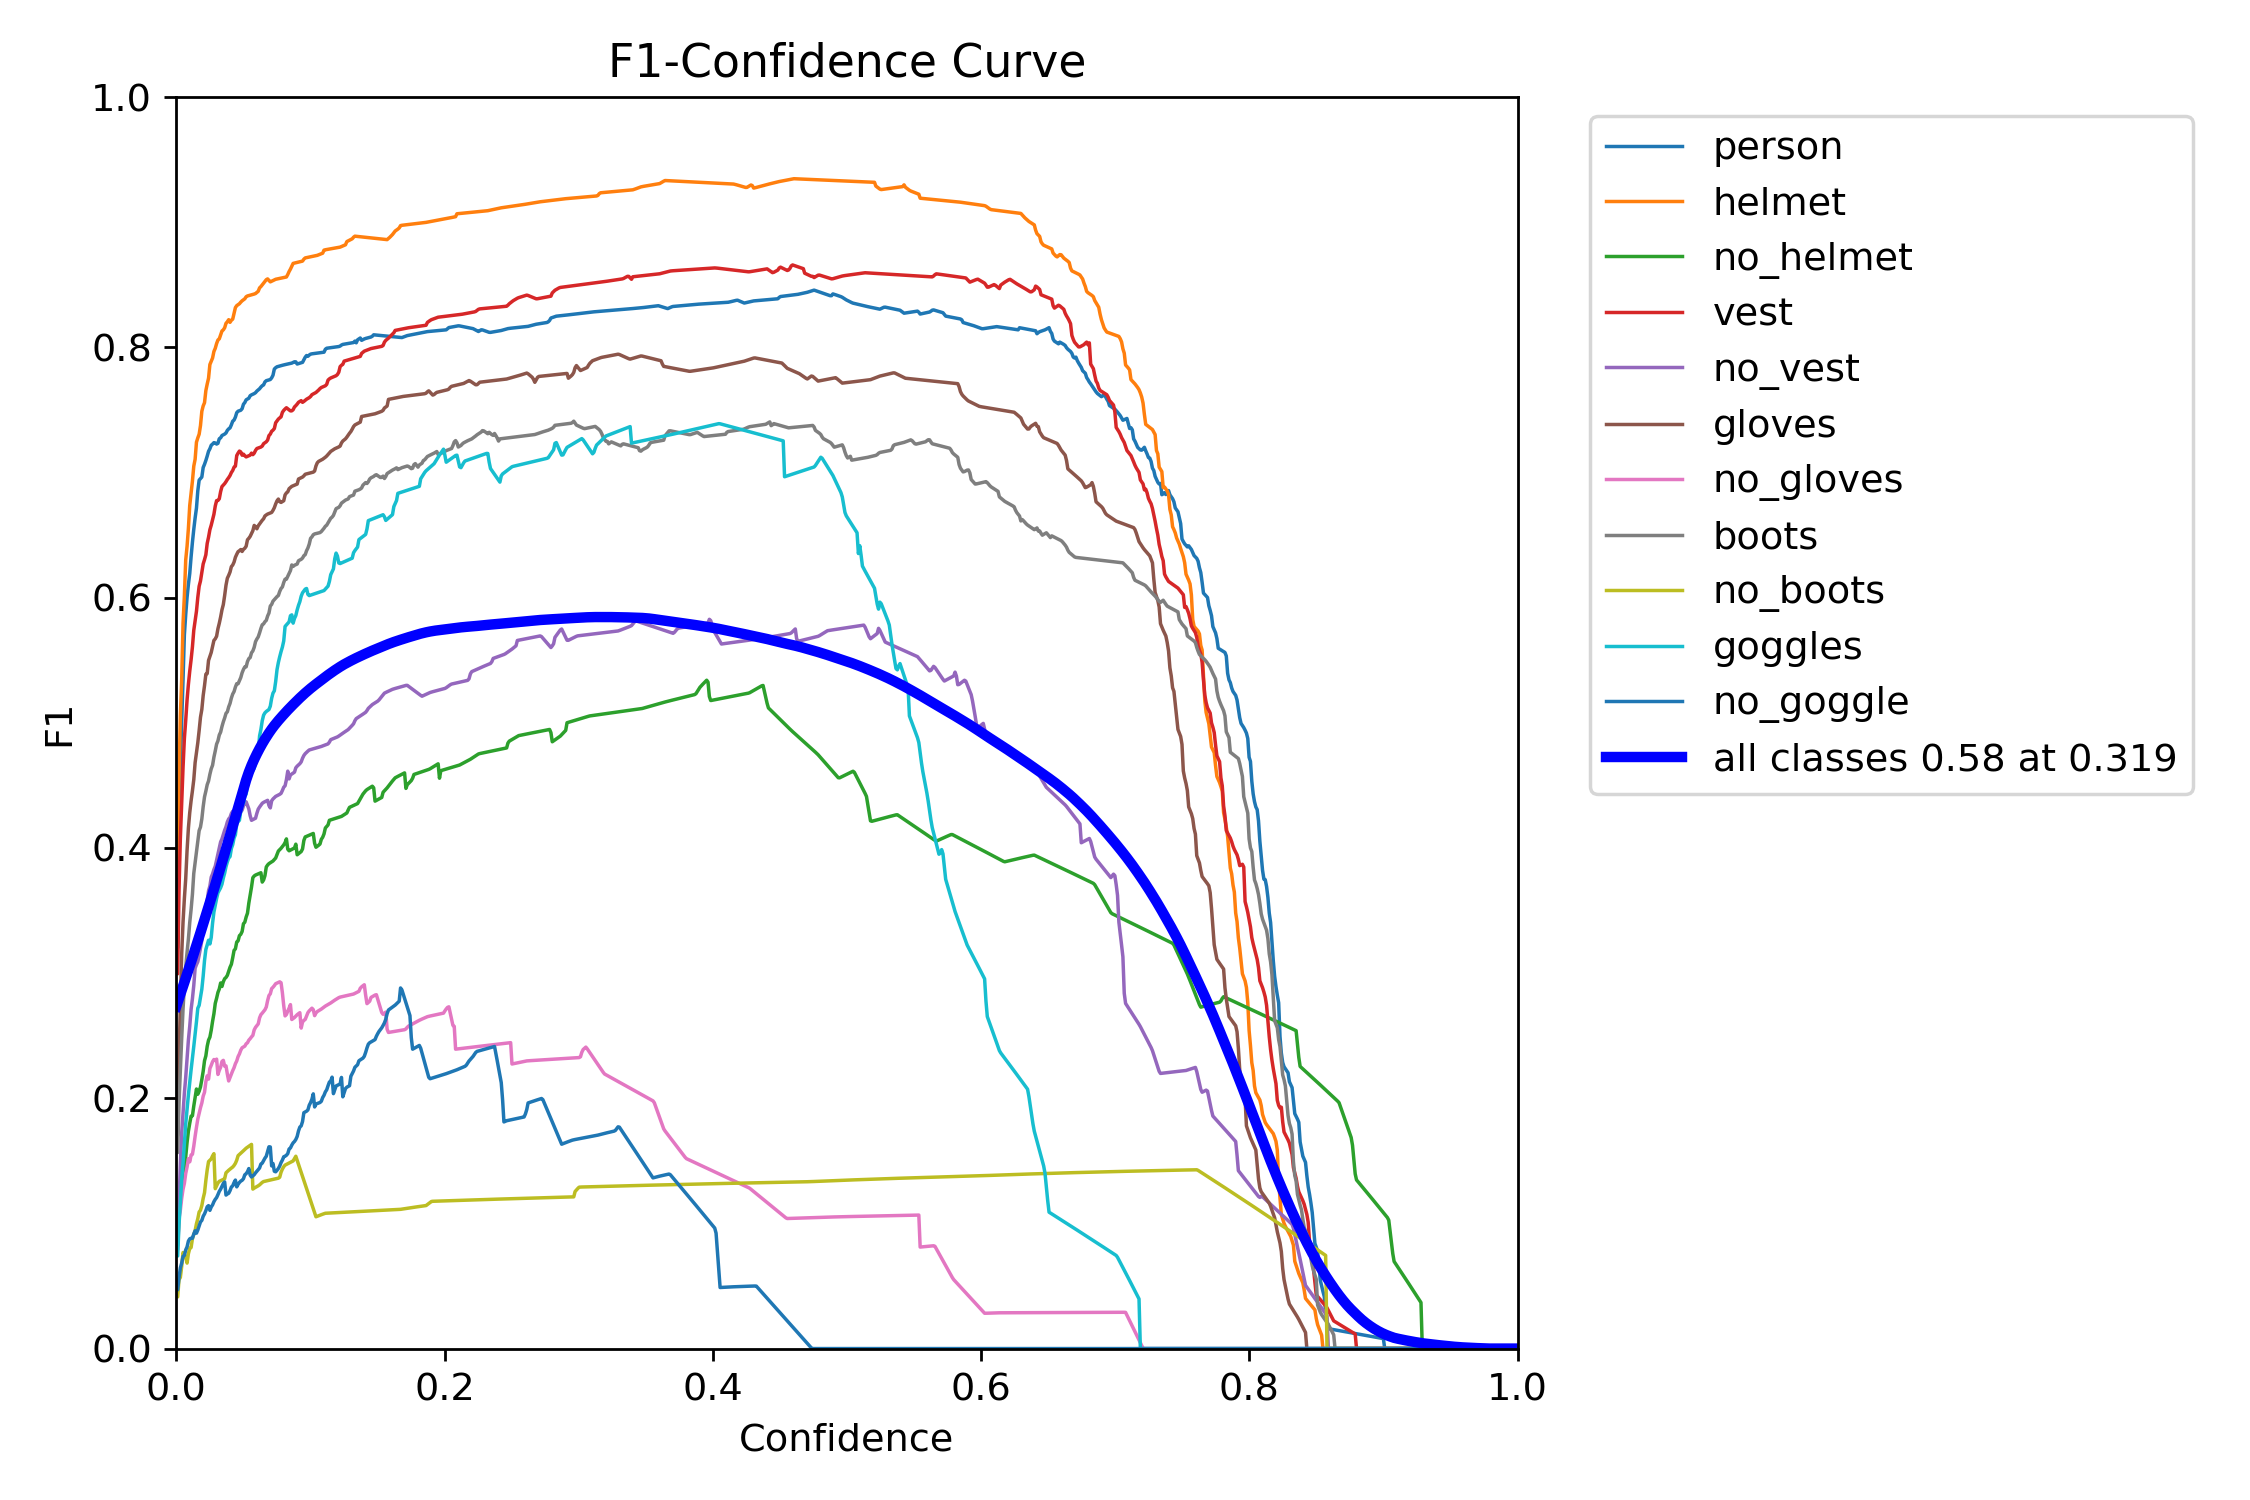 F1-Confidence Curve
1.0
0.8
0.6
0.4
0.2
0.0
F1
0.0 0.2 0.4 0.6 0.8 1.0
Confidence
person
helmet
no_helmet
vest
no_vest
gloves
no_gloves
boots
no_boots
goggles
no_goggle
all classes 0.58 at 0.319